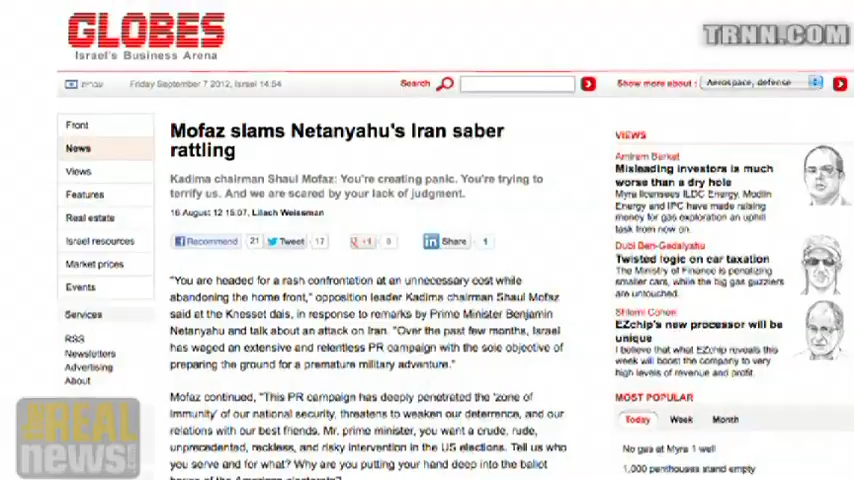 GLOBES
Israel's Business Arena
TRNN.COM
Friday September 7 2012, Israel 14:54
Search
Show more about :
Aerospace, defense
Front
News
Views
Features
Real estate
Israel resources
Market prices
Events
Services
RSS
Newsletters
Advertising
About
Mofaz slams Netanyahu's Iran saber
rattling
Kadima chairman Shaul Mofaz: You're creating panic. You're trying to
terrify us. And we are scared by your lack of judgment.
16 August 12 15:07, Lilach Weissman
Recommend 21 Tweet 17 +1 Share 1
"You are headed for a rash confrontation at an unnecessary cost while
abandoning the home front," opposition leader Kadima chairman Shaul Mofaz
said at the Knesset dais, in response to remarks by Prime Minister Benjamin
Netanyahu and talk about an attack on Iran. "Over the past few months, Israel
has waged an extensive and relentless PR campaign with the sole objective of
preparing the ground for a premature military adventure."
Mofaz continued, "This PR campaign has deeply penetrated the 'zone of
immunity' of our national security, threatens to weaken our deterrence, and our
relations with our best friends. Mr. prime minister, you want a crude, rude,
unprecedented, reckless, and risky intervention in the US elections. Tell us who
you serve and for what? Why are you putting your hand deep into the ballot
house of the American electorate?
VIEWS
Amiram Barkat
Misleading investors is much
worse than a dry hole
Myra licensees ILDC Energy, Modiin
Energy and IPC have made raising
money for gas exploration an uphill
task from now on.
Dubi Ben-Gedalyahu
Twisted logic on car taxation
The Ministry of Finance is penalizing
smaller cars, while the big gas guzzlers
are untouched.
Shlomi Cohen
EZchip's new processor will be
unique
I believe that what EZchip reveals this
week will boost the company to very
high levels of revenue and profit.
MOST POPULAR
Today Week Month
No gas at Myra 1 well
1,000 penthouses stand empty
THE REAL
news